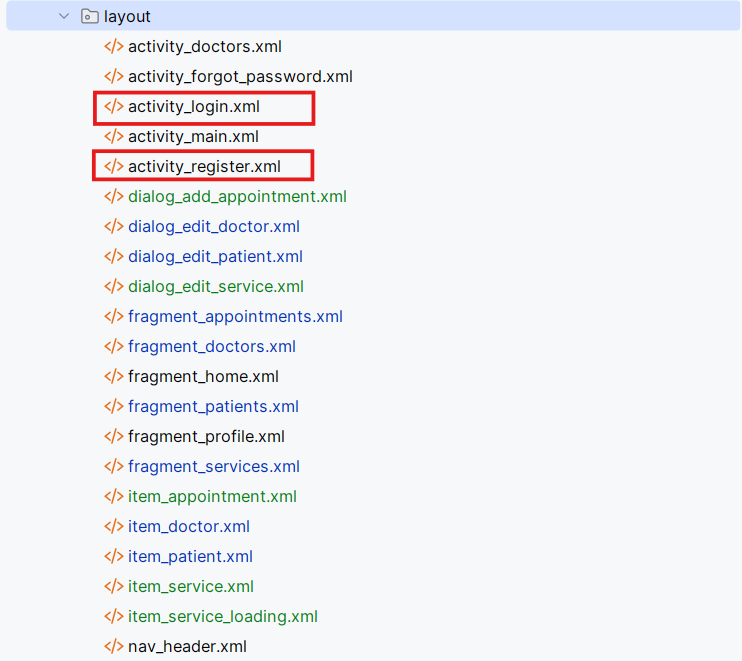 layout
</> activity_doctors.xml
</> activity_forgot_password.xml
</> activity_login.xml
</> activity_main.xml
</> activity_register.xml
</> dialog_add_appointment.xml
</> dialog_edit_doctor.xml
</> dialog_edit_patient.xml
</> dialog_edit_service.xml
</> fragment_appointments.xml
</> fragment_doctors.xml
</> fragment_home.xml
</> fragment_patients.xml
</> fragment_profile.xml
</> fragment_services.xml
</> item_appointment.xml
</> item_doctor.xml
</> item_patient.xml
</> item_service.xml
</> item_service_loading.xml
</> nav_header.xml